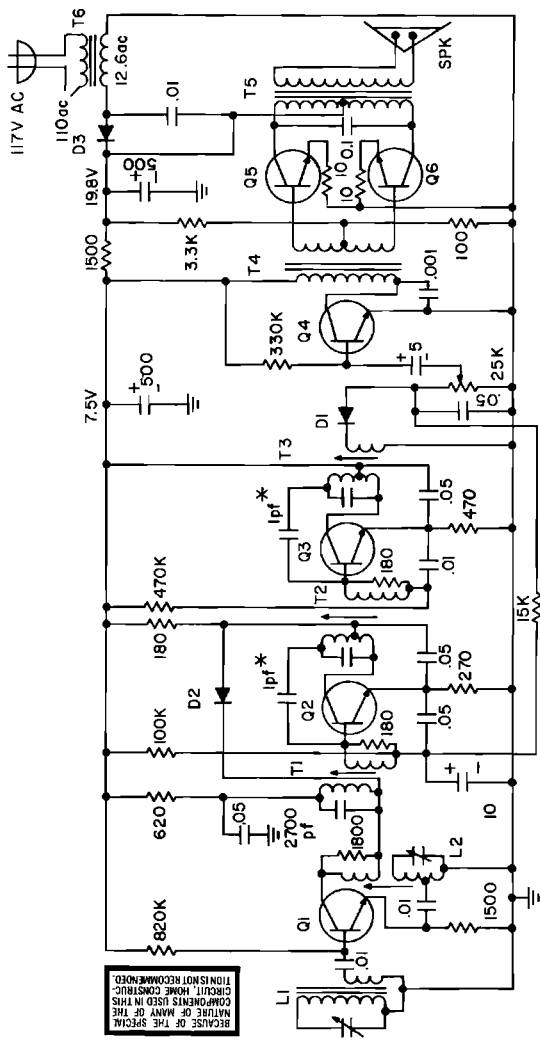 BECAUSE OF THE SPECIAL
NATURE OF MANY OF THE
COMPONENTS USED IN THIS
CIRCUIT, HOME CONSTRUC-
TION IS NOT RECOMMENDED.
820K
620
100K
180
470K
7.5V
1500
19.8V
D3
110ac
117V AC
T6
12.6ac
+
500
-
+
500
-
.01
3.3K
.05
2700
pf
D2
T1
1pf*
T2
1pf*
T3
330K
T4
T5
Q5
0.1
10
10
Q6
SPK
L1
.01
Q1
1800
.01
L2
1500
Q2
180
.05
.05
270
+
-
10
Q3
180
.01
.05
470
D1
.05
25K
+
5
-
Q4
.001
100
15K